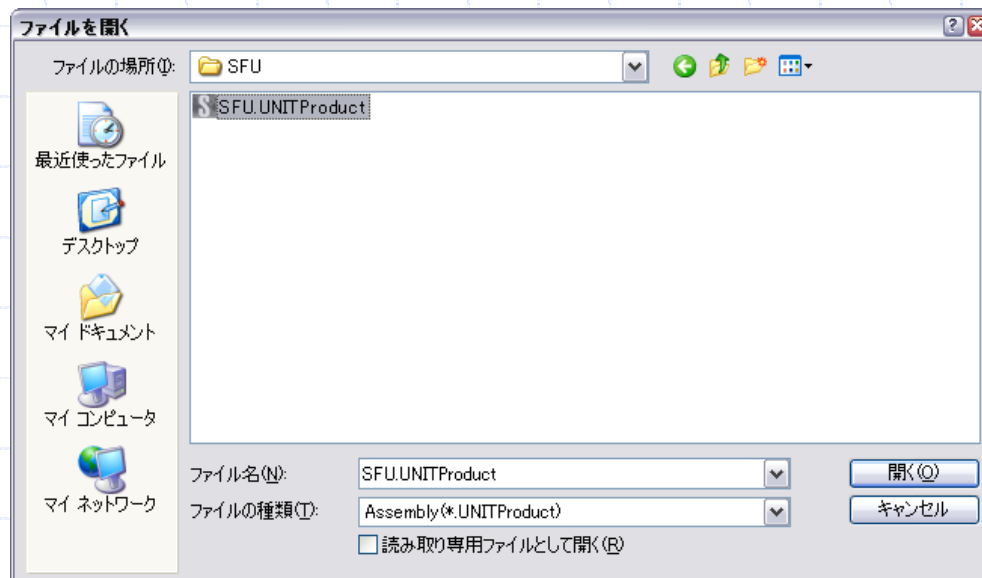 ファイルを開く
ファイルの場所(I):
SFU
SFU.UNITProduct
最近使ったファイル
デスクトップ
マイ ドキュメント
マイ コンピュータ
マイ ネットワーク
ファイル名(N):
SFU.UNITProduct
開く(O)
ファイルの種類(T):
Assembly(*.UNITProduct)
キャンセル
読み取り専用ファイルとして開く(R)